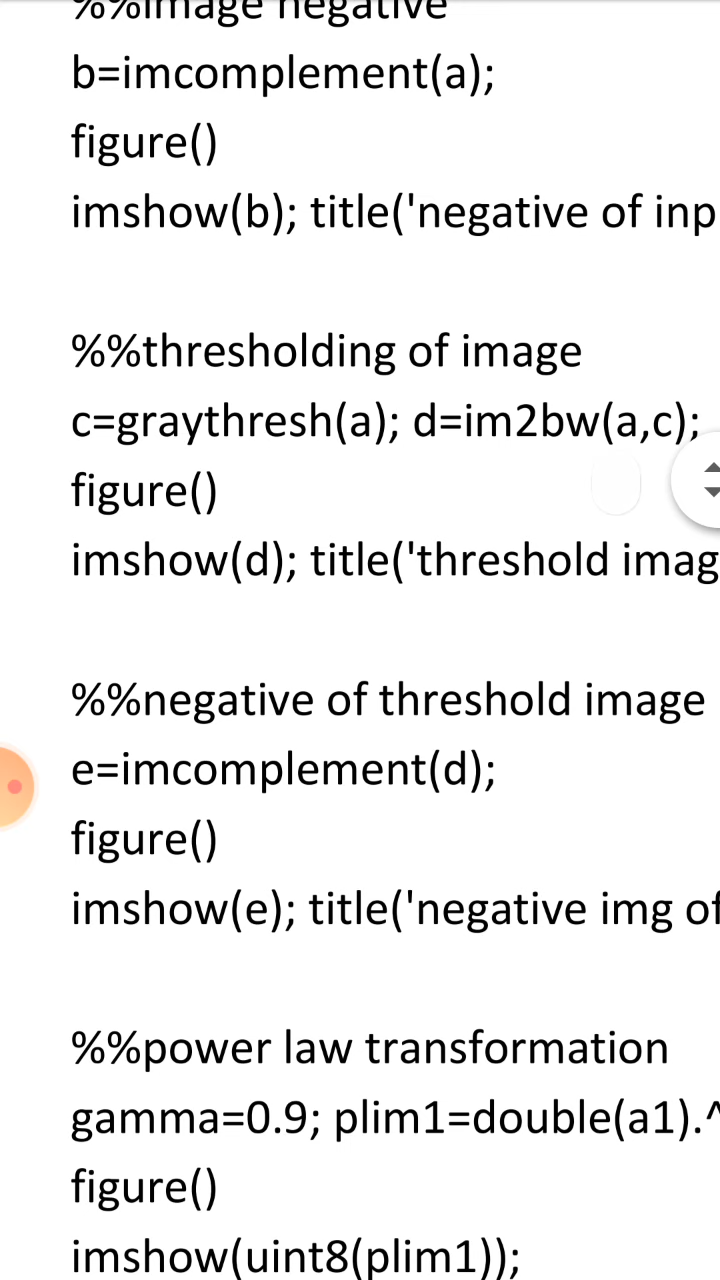 %%image negative
b=imcomplement(a);
figure()
imshow(b); title('negative of inp
%%thresholding of image
c=graythresh(a); d=im2bw(a,c);
figure()
imshow(d); title('threshold imag
%%negative of threshold image
e=imcomplement(d);
figure()
imshow(e); title('negative img of
%%power law transformation
gamma=0.9; plim1=double(a1).^
figure()
imshow(uint8(plim1));